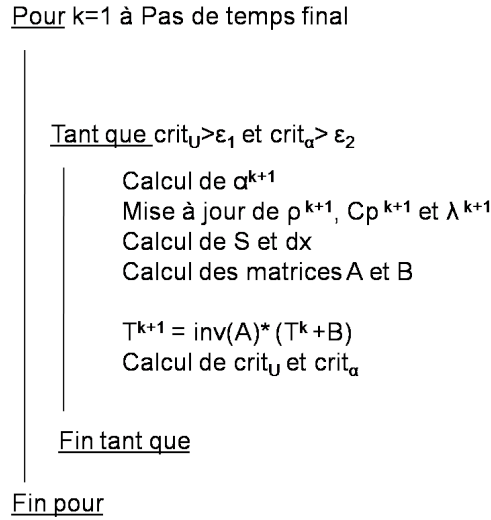 Pour k=1 à Pas de temps final
Tant que crit_U>ε₁ et crit_α> ε₂
Calcul de α^k+1
Mise à jour de ρ^k+1, Cp^k+1 et λ^k+1
Calcul de S et dx
Calcul des matrices A et B
T^k+1 = inv(A)* (T^k+B)
Calcul de crit_U et crit_α
Fin tant que
Fin pour